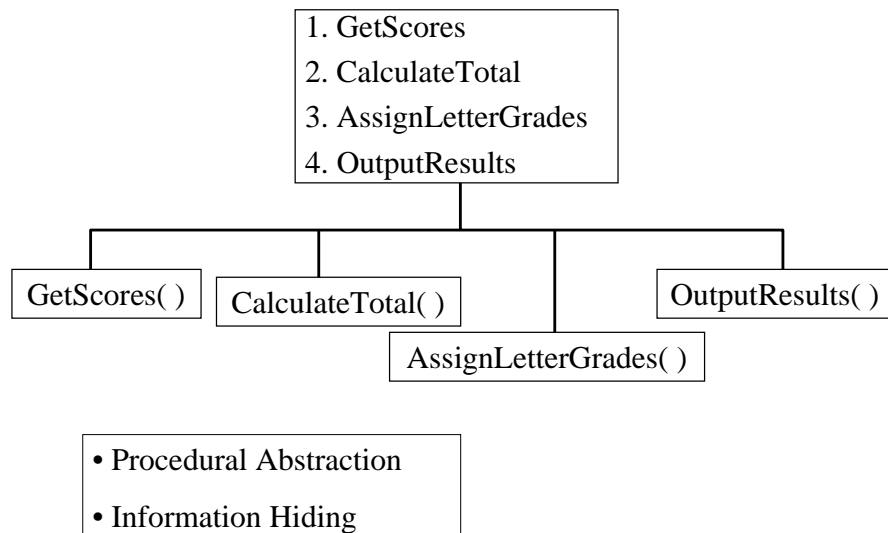 1. GetScores
2. CalculateTotal
3. AssignLetterGrades
4. OutputResults
GetScores( )
CalculateTotal( )
AssignLetterGrades( )
OutputResults( )
• Procedural Abstraction
• Information Hiding